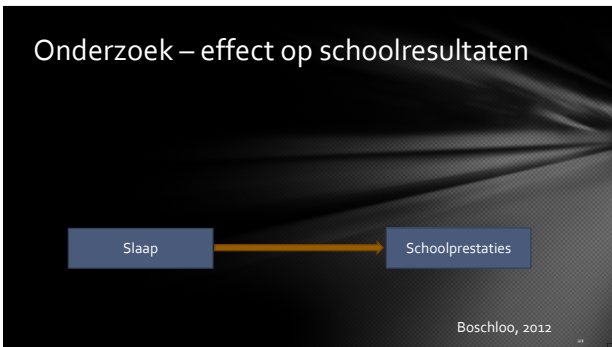 Onderzoek – effect op schoolresultaten
Slaap
Schoolprestaties
Boschloo, 2012